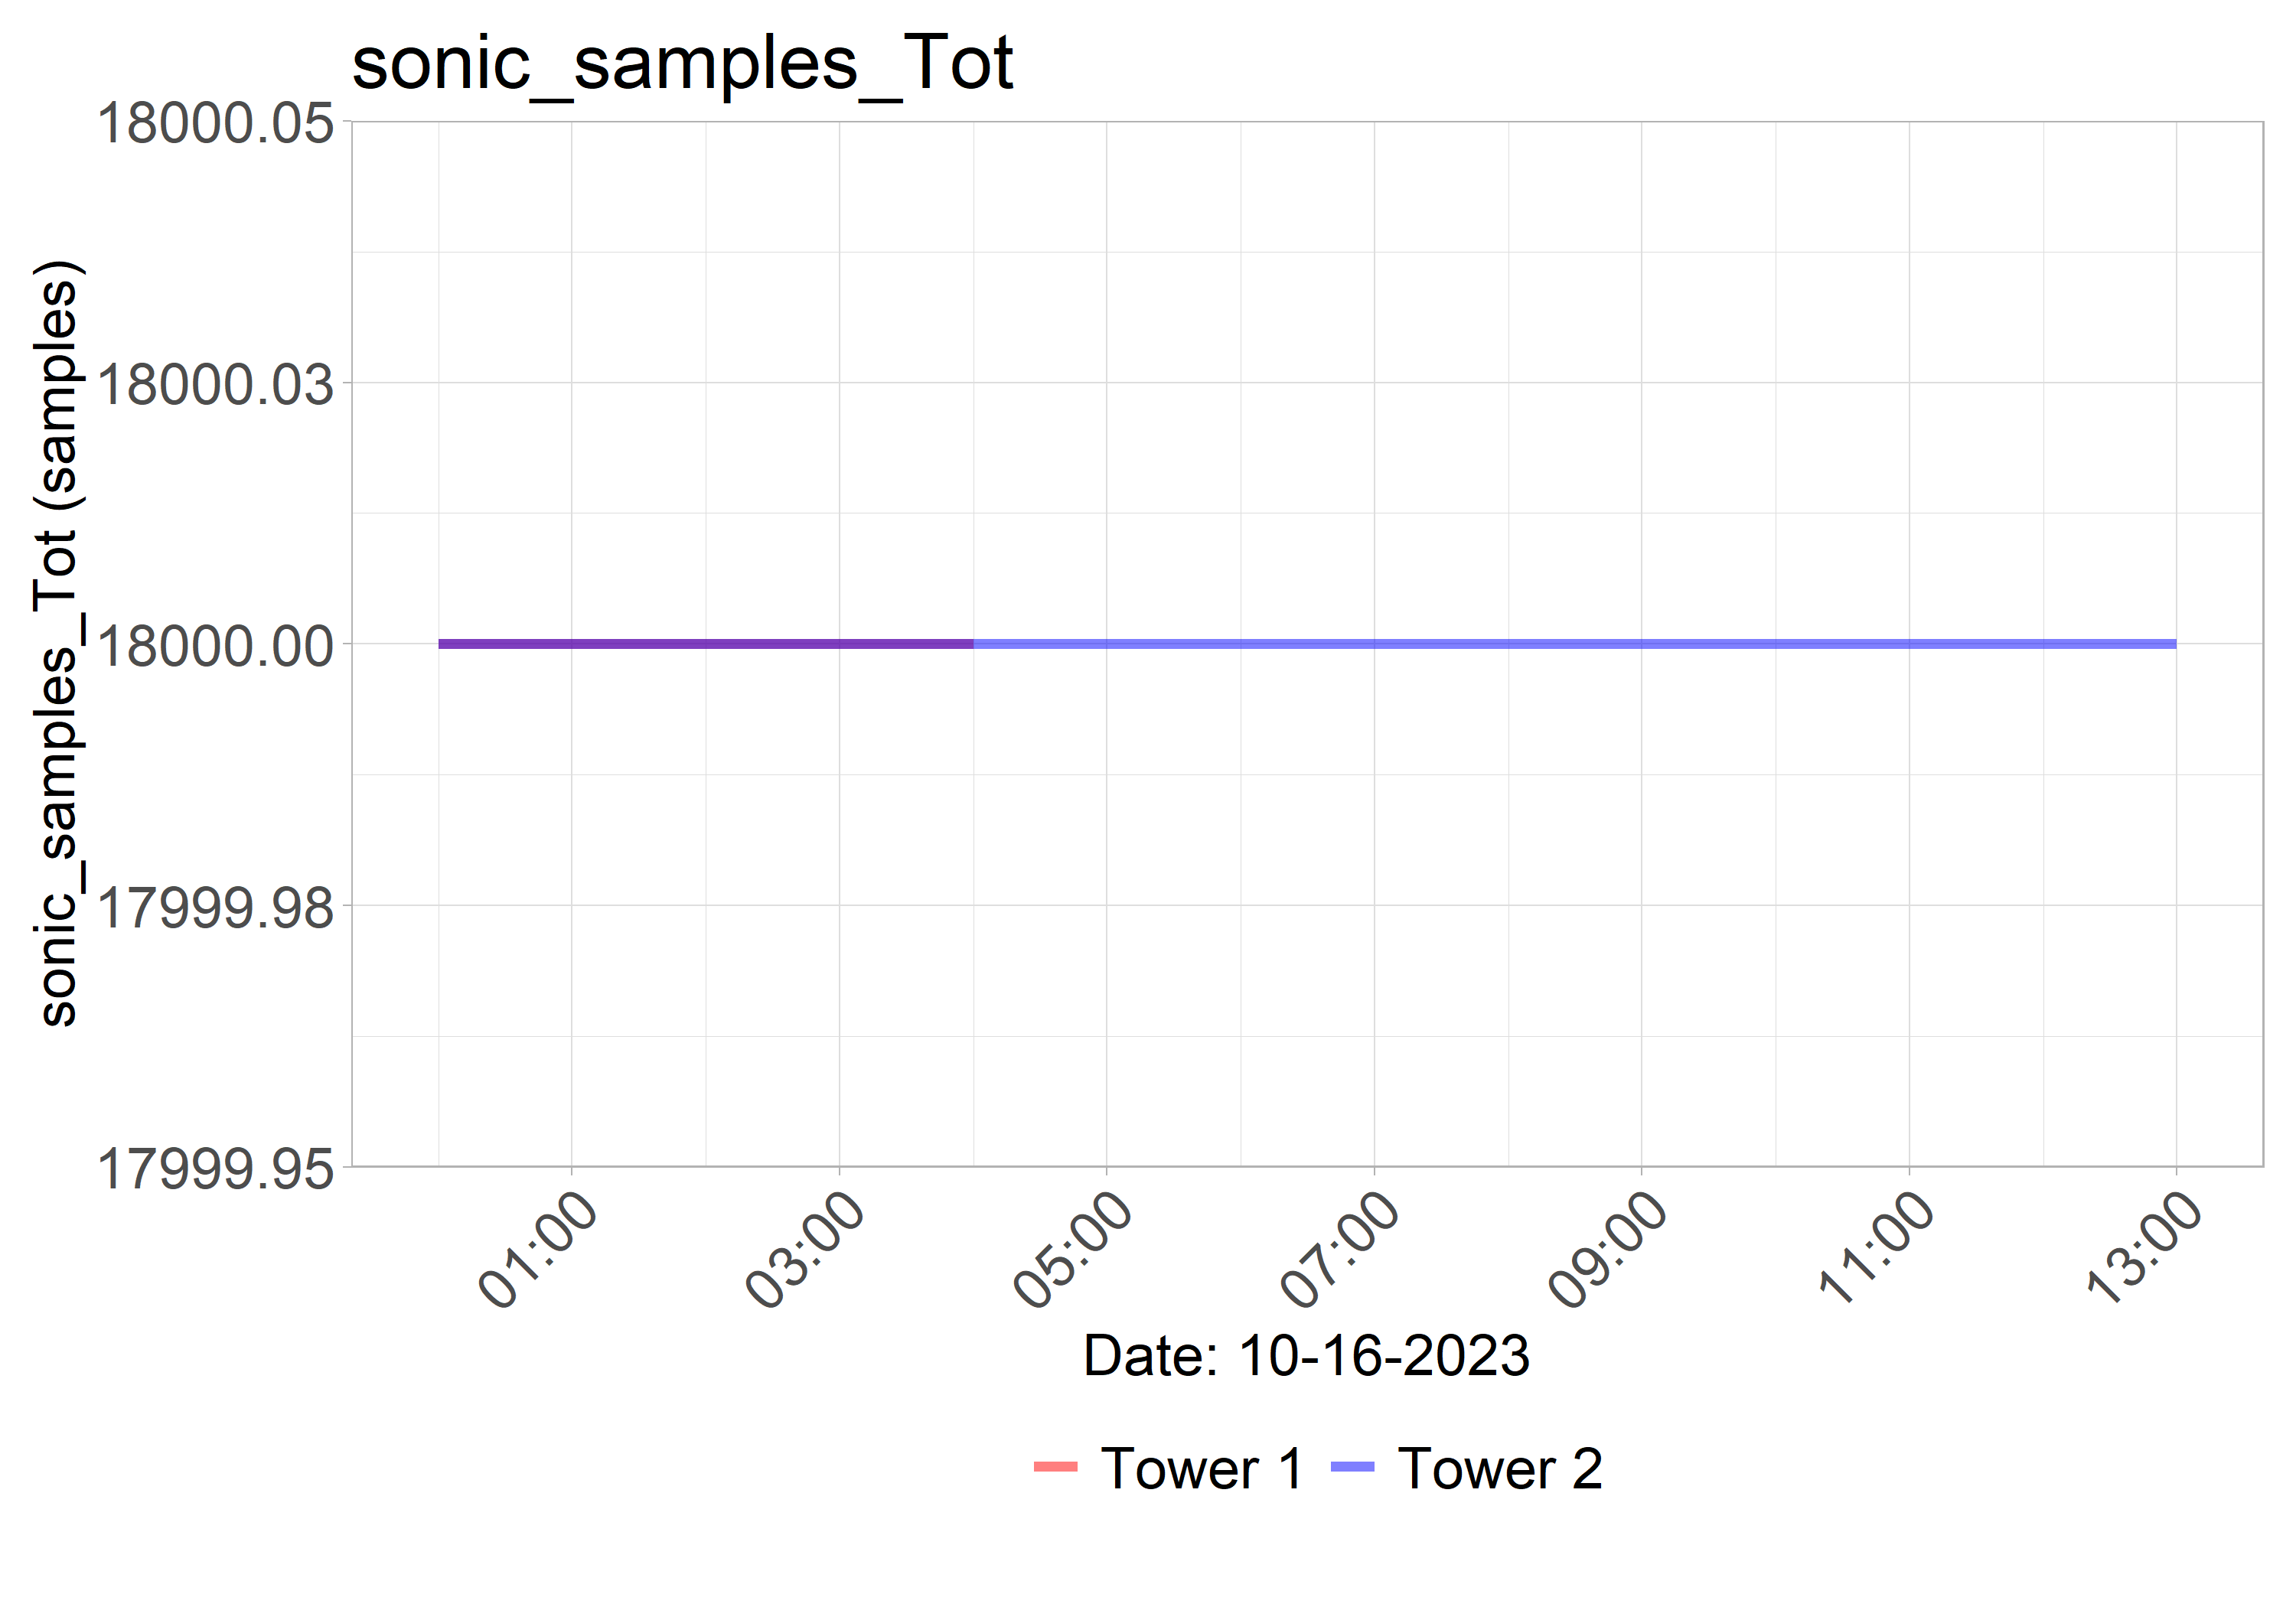 sonic_samples_Tot
sonic_samples_Tot (samples)
18000.05
18000.03
18000.00
17999.98
17999.95
01:00
03:00
05:00
07:00
09:00
11:00
13:00
Date: 10-16-2023
Tower 1
Tower 2